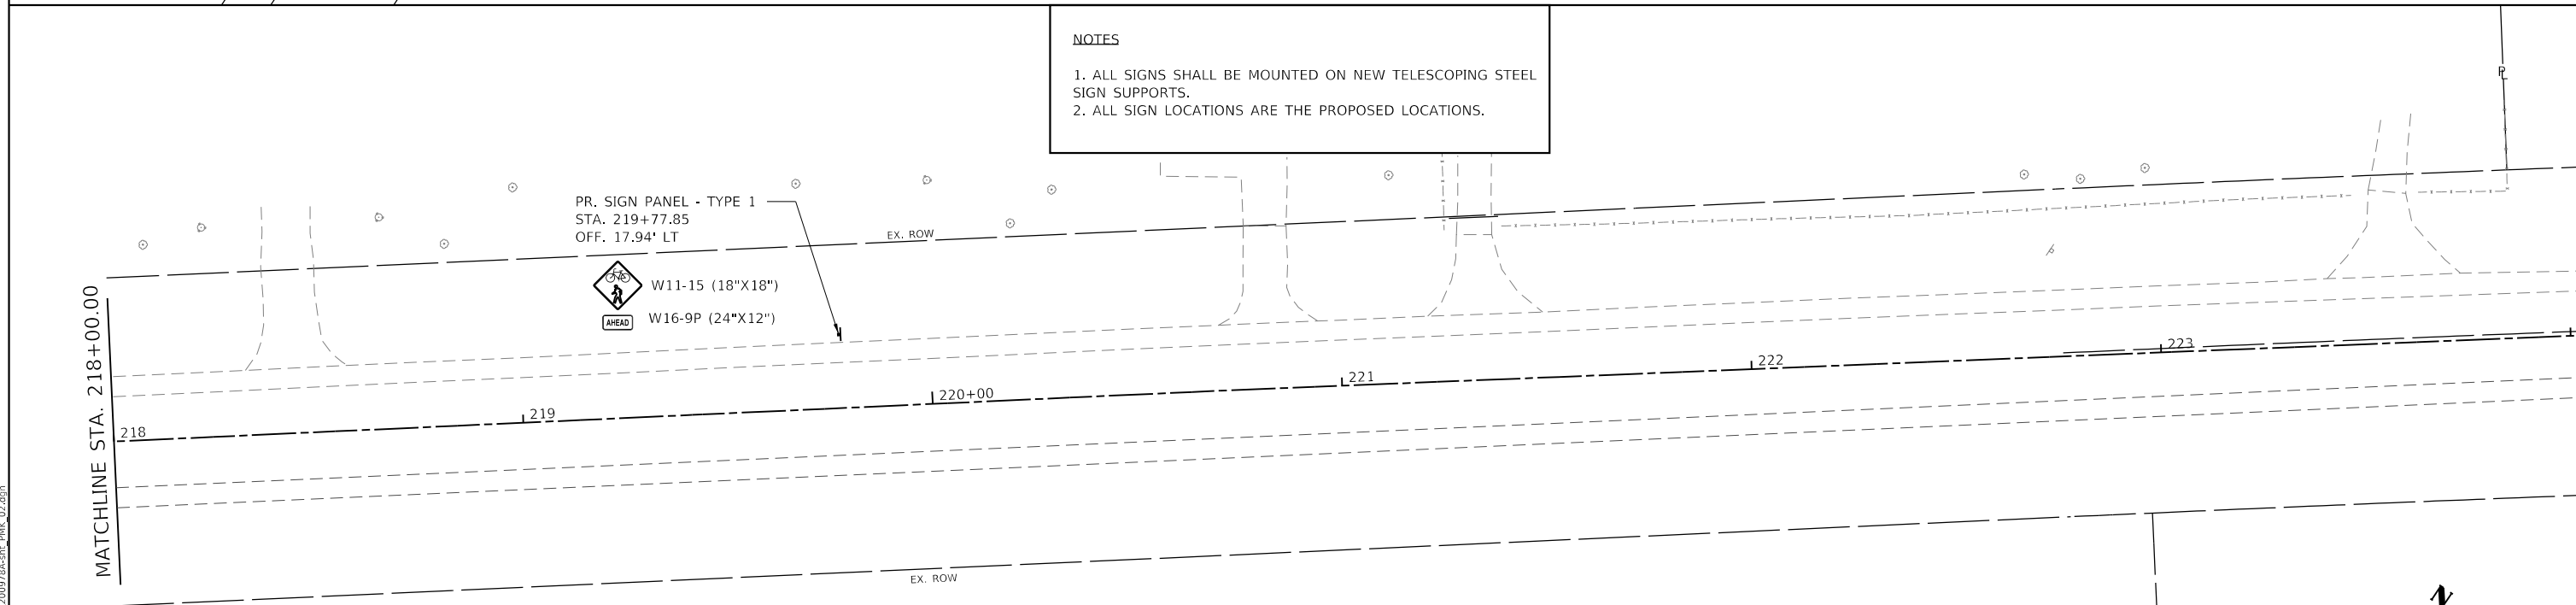 NOTES
1. ALL SIGNS SHALL BE MOUNTED ON NEW TELESCOPING STEEL
SIGN SUPPORTS.
2. ALL SIGN LOCATIONS ARE THE PROPOSED LOCATIONS.
PL
PR. SIGN PANEL - TYPE 1
STA. 219+77.85
OFF. 17.94' LT
EX. ROW
W11-15 (18"X18")
AHEAD
W16-9P (24"X12")
MATCHLINE STA. 218+00.00
218
219
220+00
221
222
223
EX. ROW
N